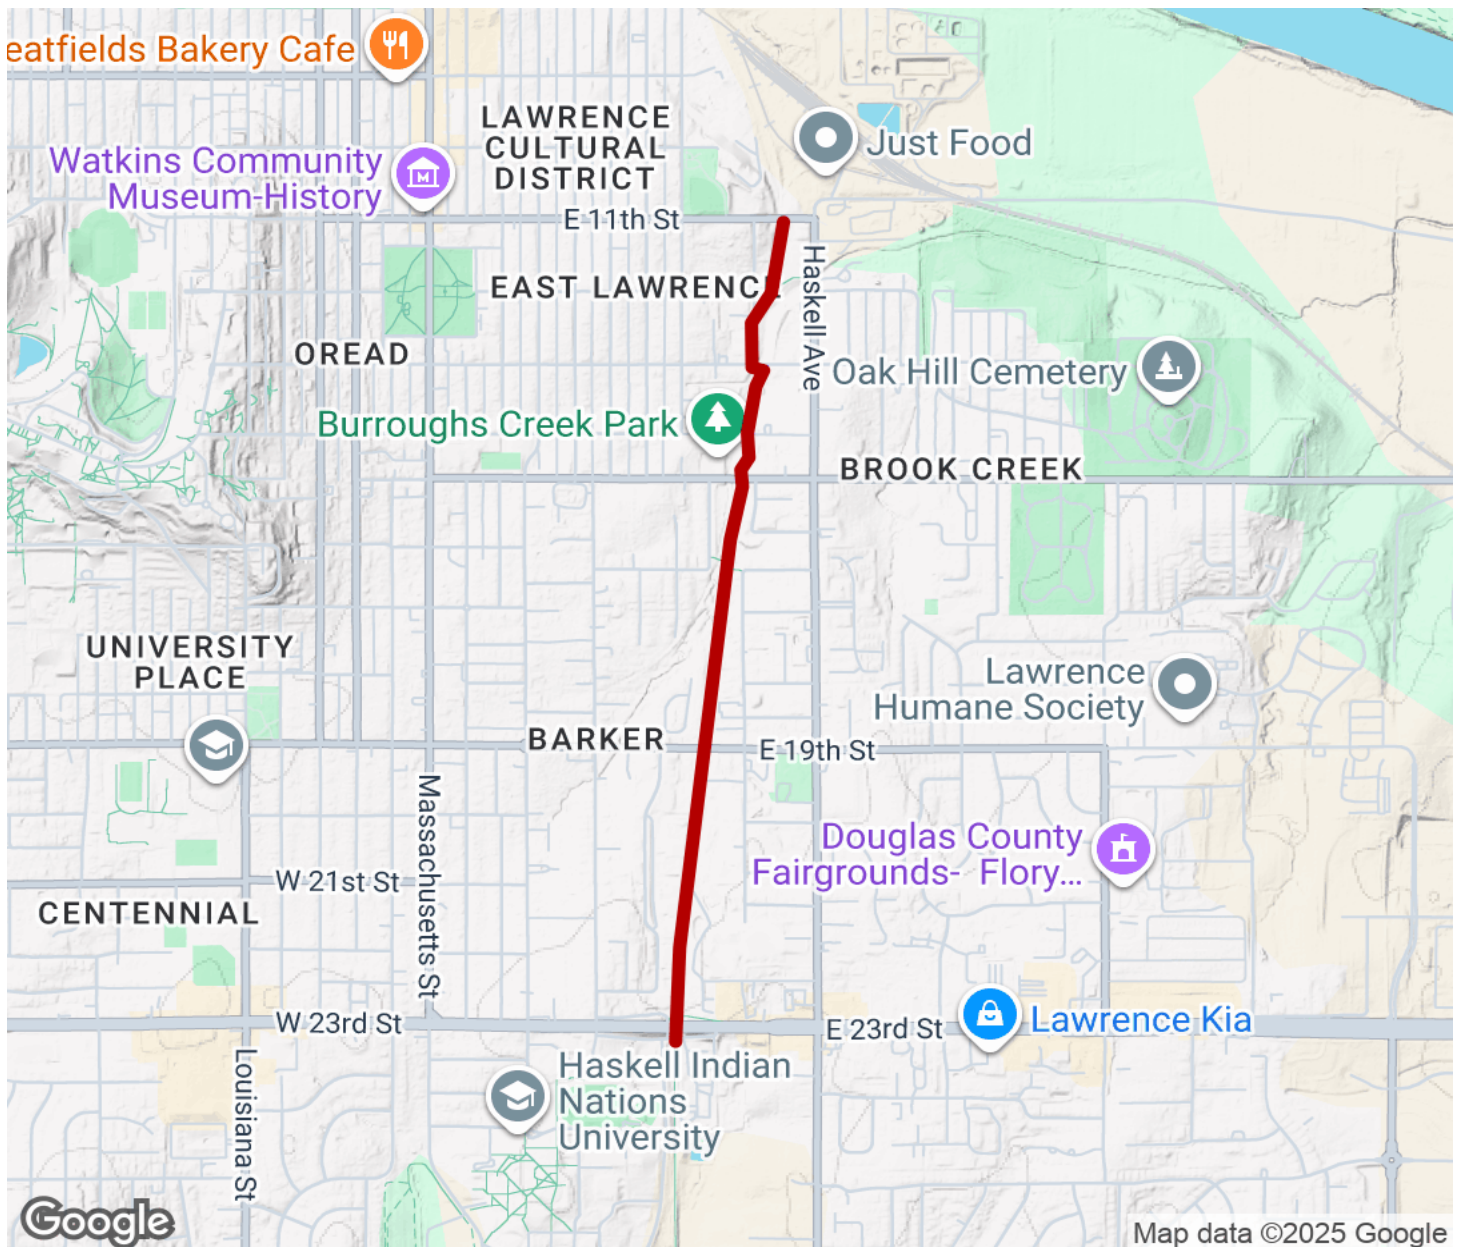 eatfields Bakery Cafe
LAWRENCE
CULTURAL
DISTRICT
Just Food
Watkins Community
Museum-History
E 11th St
Haskell Ave
EAST LAWRENCE
OREAD
Oak Hill Cemetery
Burroughs Creek Park
BROOK CREEK
UNIVERSITY
PLACE
Lawrence
Humane Society
BARKER
E 19th St
Massachusetts St
Douglas County
Fairgrounds- Flory...
W 21st St
CENTENNIAL
W 23rd St
E 23rd St
Lawrence Kia
Louisiana St
Haskell Indian
Nations
University
Google
Map data ©2025 Google